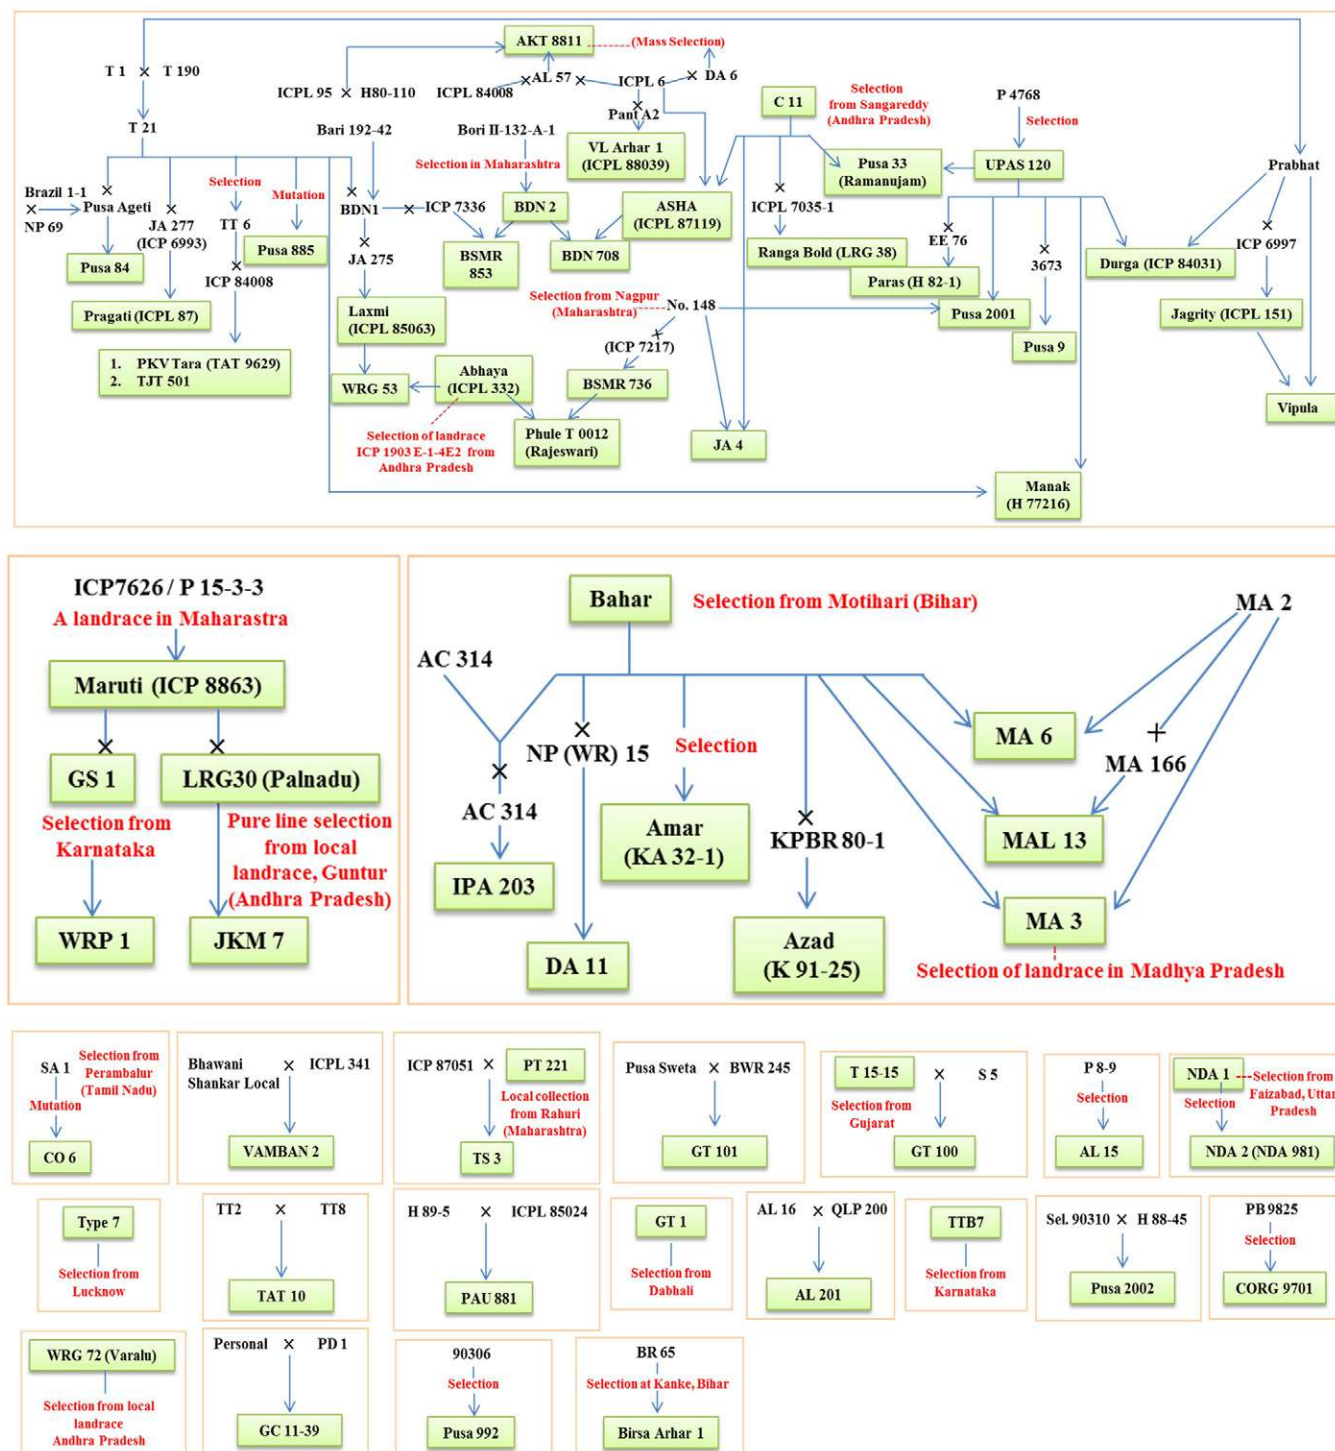 AKT 8811
(Mass Selection)
T 1 × T 190
ICPL 95 × H80-110
ICPL 84008
× AL 57 ×
ICPL 6
× DA 6
C 11
Selection
from Sangareddy
(Andhra Pradesh)
P 4768
Selection
T 21
Bari 192-42
Bori II-132-A-1
×
Pant A2
Selection in Maharashtra
VL Arhar 1
(ICPL 88039)
Pusa 33
(Ramanujam)
UPAS 120
Prabhat
Brazil 1-1
×
NP 69
×
Pusa Ageti
×
JA 277
(ICP 6993)
Selection
TT 6
×
ICP 84008
Mutation
Pusa 885
×
BDN1
× ICP 7336
BDN 2
ASHA
(ICPL 87119)
×
ICPL 7035-1
EE 76
×
×
3673
×
ICP 6997
Pusa 84
×
JA 275
BSMR
853
BDN 708
Ranga Bold (LRG 38)
Paras (H 82-1)
Durga (ICP 84031)
Pragati (ICPL 87)
Laxmi
(ICPL 85063)
Selection from Nagpur
(Maharashtra)
No. 148
×
(ICP 7217)
Pusa 2001
Pusa 9
Jagrity (ICPL 151)
1. PKV Tara (TAT 9629)
2. TJT 501
WRG 53
Abhaya
(ICPL 332)
BSMR 736
Vipula
Selection of landrace
ICP 1903 E-1-4E2 from
Andhra Pradesh
Phule T 0012
(Rajeswari)
JA 4
Manak
(H 77216)
ICP7626 / P 15-3-3
A landrace in Maharastra
Maruti (ICP 8863)
× ×
GS 1
LRG30 (Palnadu)
Selection from
Karnataka
Pure line selection
from local
landrace, Guntur
(Andhra Pradesh)
WRP 1
JKM 7
Bahar
Selection from Motihari (Bihar)
MA 2
AC 314
×
AC 314
IPA 203
×
NP (WR) 15
DA 11
Selection
Amar
(KA 32-1)
×
KPBR 80-1
Azad
(K 91-25)
MA 6
×
MA 166
MAL 13
MA 3
Selection of landrace in Madhya Pradesh
SA 1
Selection from
Perambalur
(Tamil Nadu)
Mutation
CO 6
Bhawani
Shankar Local
× ICPL 341
VAMBAN 2
ICP 87051 × PT 221
Local collection
from Rahuri
(Maharashtra)
TS 3
Pusa Sweta × BWR 245
GT 101
T 15-15 × S 5
Selection from
Gujarat
GT 100
P 8-9
Selection
AL 15
NDA 1
Selection from
Faizabad, Uttar
Pradesh
Selection
NDA 2 (NDA 981)
Type 7
Selection from
Lucknow
TT2 × TT8
TAT 10
H 89-5 × ICPL 85024
PAU 881
GT 1
Selection from
Dabhali
AL 16 × QLP 200
AL 201
TTB7
Selection from
Karnataka
Sel. 90310 × H 88-45
Pusa 2002
PB 9825
Selection
CORG 9701
WRG 72 (Varalu)
Selection from local
landrace
Andhra Pradesh
Personal × PD 1
GC 11-39
90306
Selection
Pusa 992
BR 65
Selection at Kanke, Bihar
Birsa Arhar 1